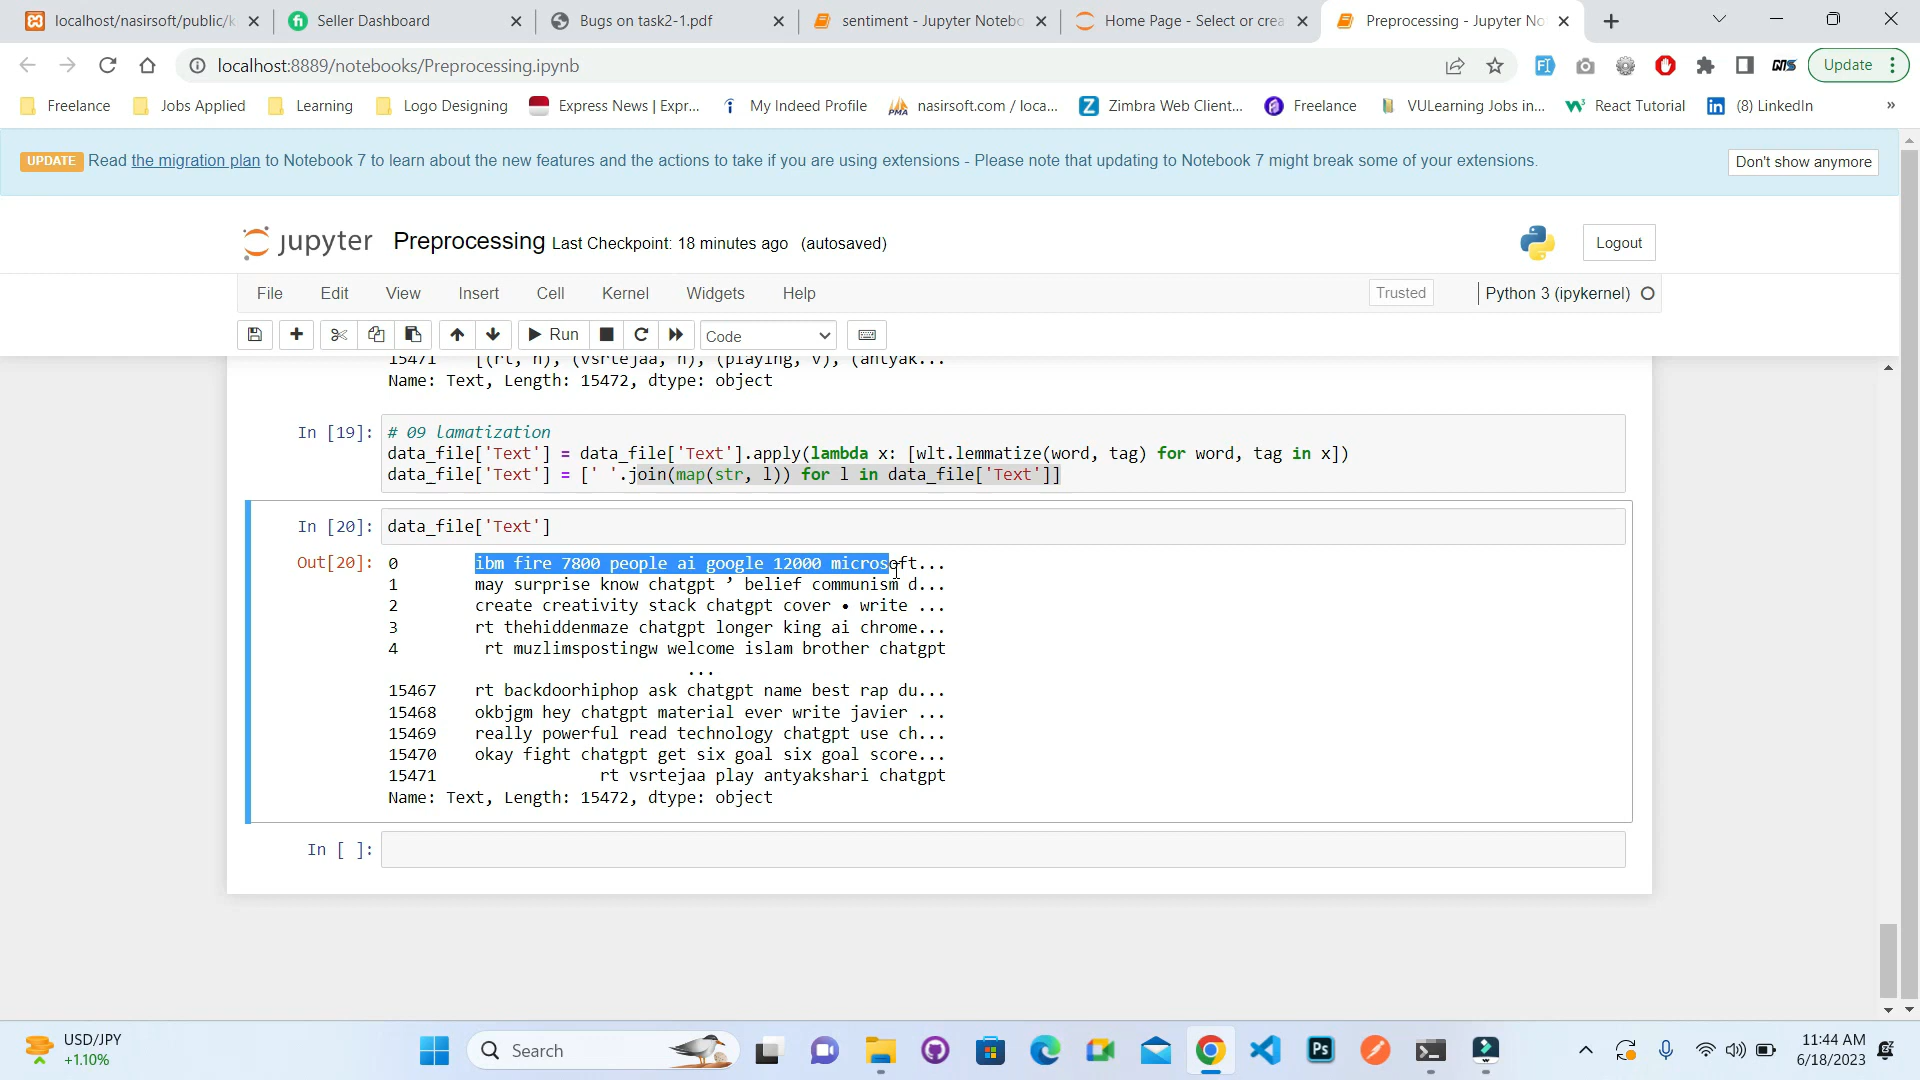 localhost/nasirsoft/public/k
Seller Dashboard
Bugs on task2-1.pdf
sentiment - Jupyter Notebo
Home Page - Select or crea
Preprocessing - Jupyter No
localhost:8889/notebooks/Preprocessing.ipynb
Update
Freelance
Jobs Applied
Learning
Logo Designing
Express News | Expr...
My Indeed Profile
nasirsoft.com / loca...
Zimbra Web Client...
Freelance
VULearning Jobs in...
React Tutorial
(8) LinkedIn
»
UPDATE Read the migration plan to Notebook 7 to learn about the new features and the actions to take if you are using extensions - Please note that updating to Notebook 7 might break some of your extensions.
Don't show anymore
jupyter Preprocessing Last Checkpoint: 18 minutes ago (autosaved)
Logout
File Edit View Insert Cell Kernel Widgets Help
Trusted
Python 3 (ipykernel)
Run
Code
15471 [(rt, n), (vsrtejaa, n), (playing, v), (antyak...
Name: Text, Length: 15472, dtype: object
In [19]: # 09 lamatization
data_file['Text'] = data_file['Text'].apply(lambda x: [wlt.lemmatize(word, tag) for word, tag in x])
data_file['Text'] = [' '.join(map(str, l)) for l in data_file['Text']]
In [20]: data_file['Text']
Out[20]: 0 ibm fire 7800 people ai google 12000 microsoft...
1 may surprise know chatgpt ’ belief communism d...
2 create creativity stack chatgpt cover • write ...
3 rt thehiddenmaze chatgpt longer king ai chrome...
4 rt muzlimspostingw welcome islam brother chatgpt
...
15467 rt backdoorhiphop ask chatgpt name best rap du...
15468 okbjgm hey chatgpt material ever write javier ...
15469 really powerful read technology chatgpt use ch...
15470 okay fight chatgpt get six goal six goal score...
15471 rt vsrtejaa play antyakshari chatgpt
Name: Text, Length: 15472, dtype: object
In [ ]:
USD/JPY
+1.10%
Search
11:44 AM
6/18/2023